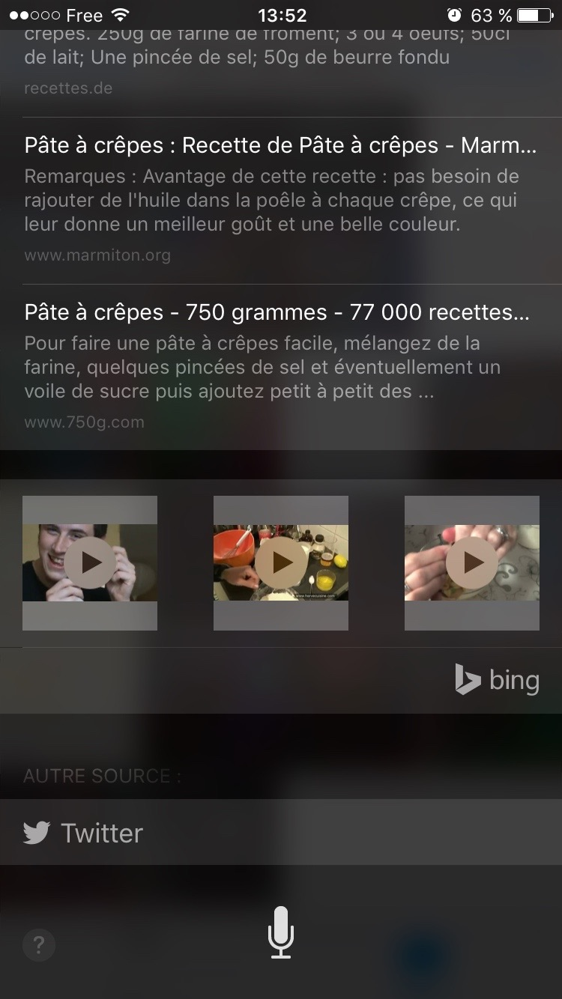 Free 13:52 63 %
crêpes. 250g de farine de froment; 3 ou 4 oeufs; 50cl
de lait; Une pincée de sel; 50g de beurre fondu
recettes.de
Pâte à crêpes : Recette de Pâte à crêpes - Marm...
Remarques : Avantage de cette recette : pas besoin de
rajouter de l'huile dans la poêle à chaque crêpe, ce qui
leur donne un meilleur goût et une belle couleur.
www.marmiton.org
Pâte à crêpes - 750 grammes - 77 000 recettes...
Pour faire une pâte à crêpes facile, mélangez de la
farine, quelques pincées de sel et éventuellement un
voile de sucre puis ajoutez petit à petit des ...
www.750g.com
www.hervecuisine.com
bing
AUTRE SOURCE :
Twitter
?